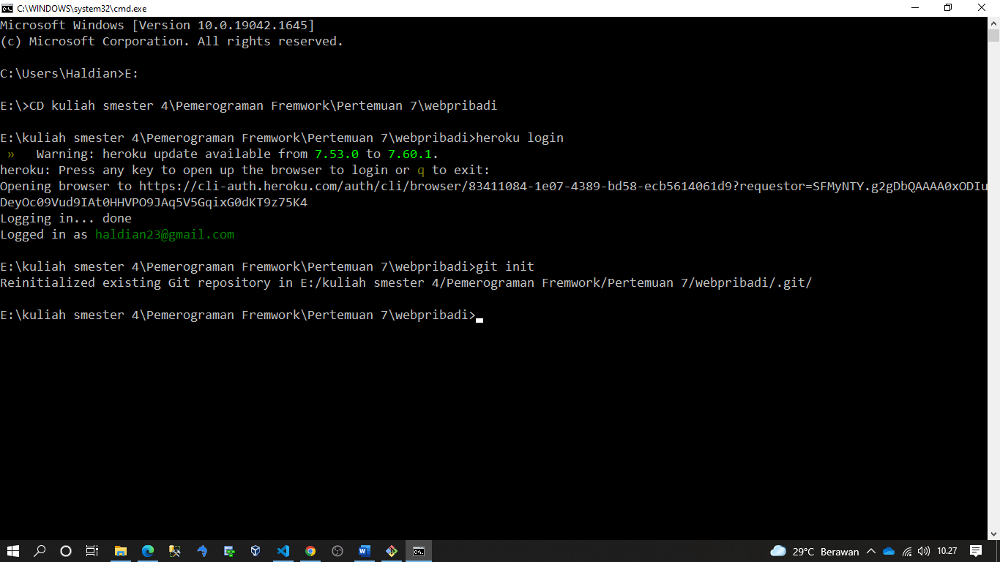 C:\WINDOWS\system32\cmd.exe
Microsoft Windows [Version 10.0.19042.1645]
(c) Microsoft Corporation. All rights reserved.
C:\Users\Haldian>E:
E:\>CD kuliah smester 4\Pemerograman Fremwork\Pertemuan 7\webpribadi
E:\kuliah smester 4\Pemerograman Fremwork\Pertemuan 7\webpribadi>heroku login
»   Warning: heroku update available from 7.53.0 to 7.60.1.
heroku: Press any key to open up the browser to login or q to exit:
Opening browser to https://cli-auth.heroku.com/auth/cli/browser/83411084-1e07-4389-bd58-ecb5614061d9?requestor=SFMyNTY.g2gDbQAAAA0xODIu
DeyOc09Vud9IAt0HHVPO9JAq5V5GqixG0dKT9z75K4
Logging in... done
Logged in as haldian23@gmail.com
E:\kuliah smester 4\Pemerograman Fremwork\Pertemuan 7\webpribadi>git init
Reinitialized existing Git repository in E:/kuliah smester 4/Pemerograman Fremwork/Pertemuan 7/webpribadi/.git/
E:\kuliah smester 4\Pemerograman Fremwork\Pertemuan 7\webpribadi>
29°C Berawan 10.27